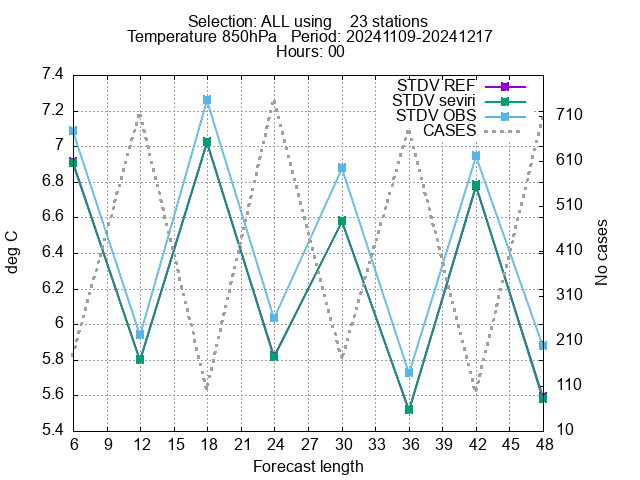 Selection: ALL using    23 stations
Temperature 850hPa   Period: 20241109-20241217
Hours: 00
STDV REF
STDV seviri
STDV OBS
CASES
deg C
7.4
7.2
7
6.8
6.6
6.4
6.2
6
5.8
5.6
5.4
710
610
510
410
310
210
110
10
No cases
6 12 18 24 27 30 33 36 39 42 45 48
9 15 21
Forecast length